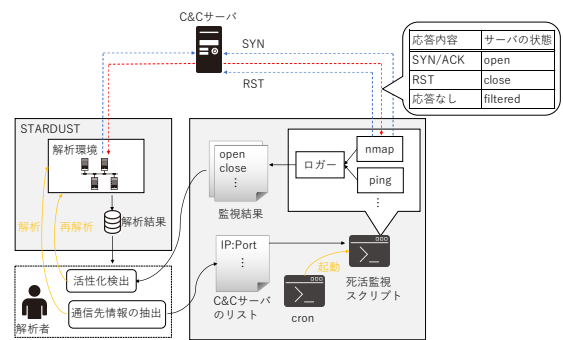 C&Cサーバ
SYN
RST
応答内容 サーバの状態
SYN/ACK open
RST close
応答なし filtered
STARDUST
解析環境
解析
再解析
解析結果
open
close
⋮
監視結果
ロガー
nmap
ping
⋮
IP:Port
⋮
C&Cサーバ
のリスト
起動
cron
死活監視
スクリプト
活性化検出
通信先情報の抽出
解析者